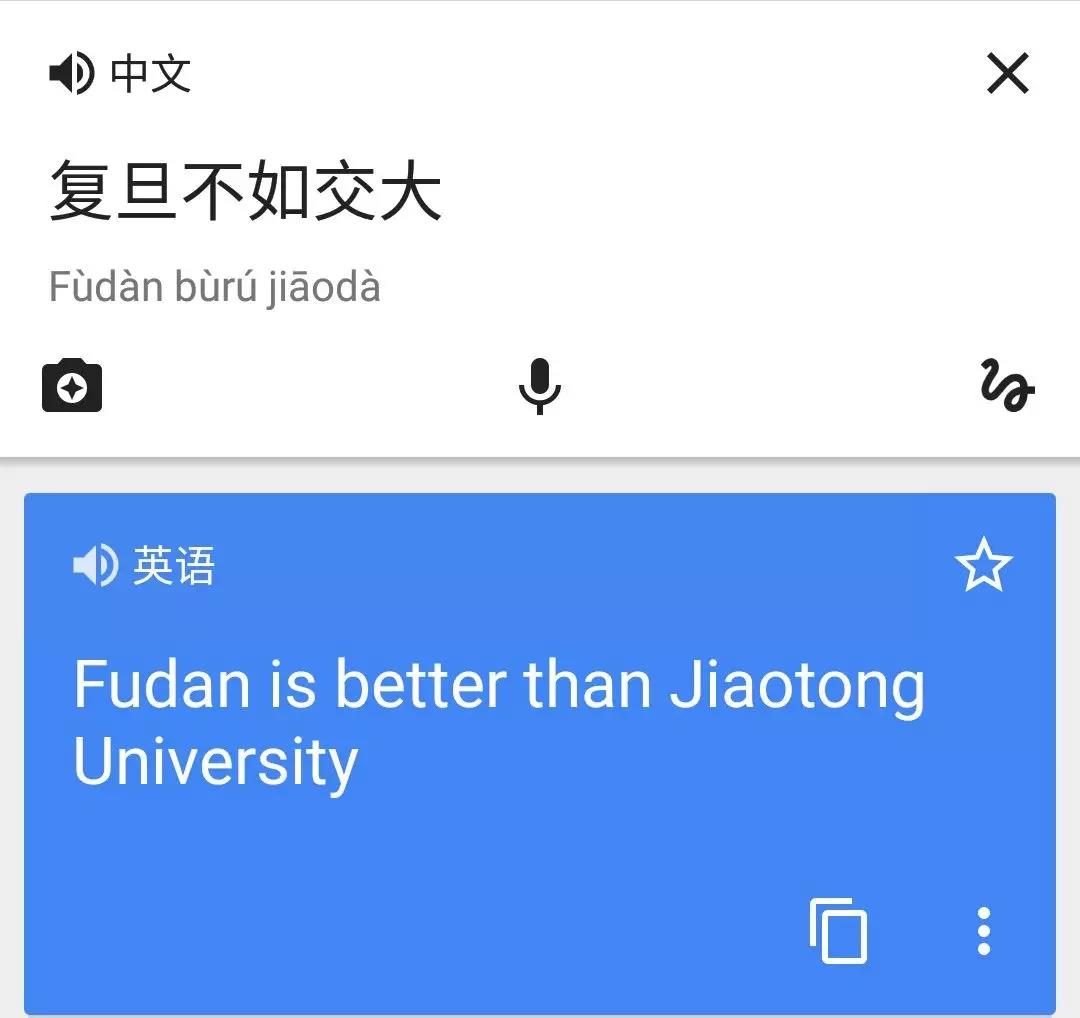 中文
复旦不如交大
Fùdàn bùrú jiāodà
英语
Fudan is better than Jiaotong
University